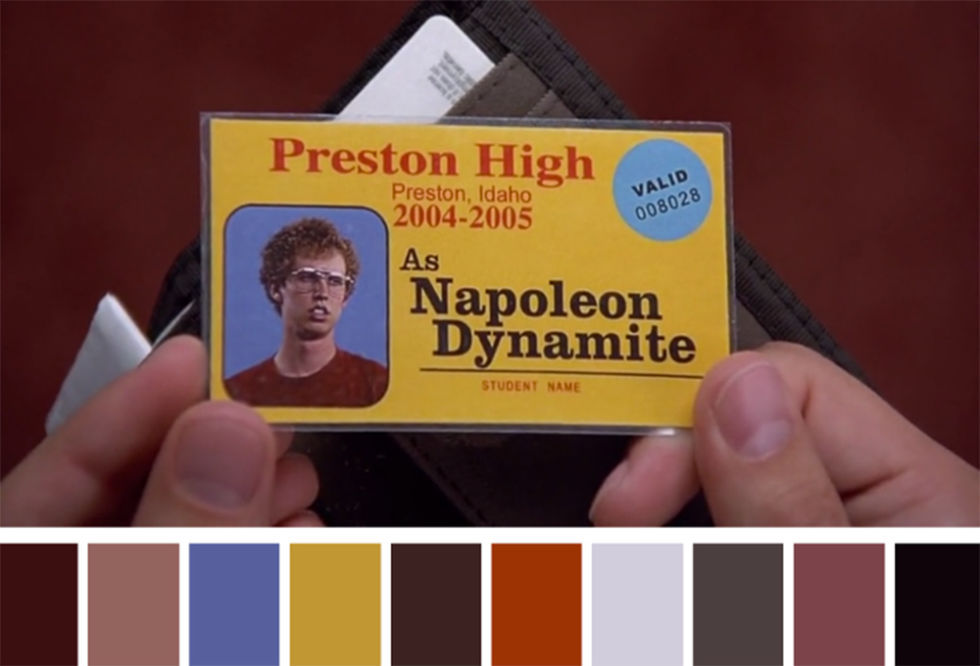 Preston High
Preston, Idaho
2004-2005
VALID
008028
As
Napoleon
Dynamite
STUDENT NAME